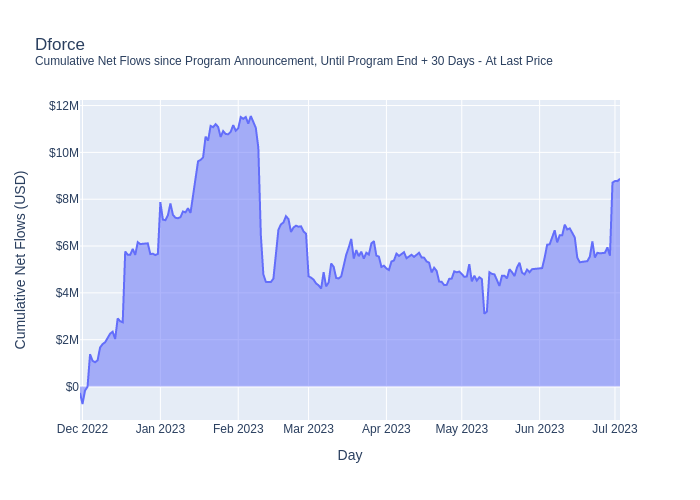 Dforce
Cumulative Net Flows since Program Announcement, Until Program End + 30 Days - At Last Price
$12M
$10M
$8M
$6M
$4M
$2M
$0
Cumulative Net Flows (USD)
Dec 2022
Jan 2023
Feb 2023
Mar 2023
Apr 2023
May 2023
Jun 2023
Jul 2023
Day